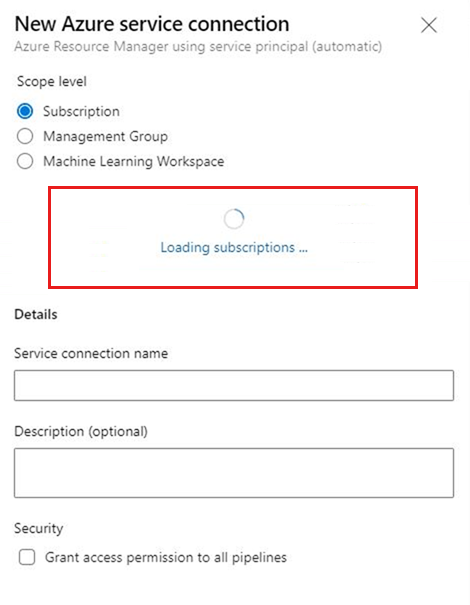 New Azure service connection
Azure Resource Manager using service principal (automatic)
Scope level
Subscription
Management Group
Machine Learning Workspace
Loading subscriptions ...
Details
Service connection name
Description (optional)
Security
Grant access permission to all pipelines